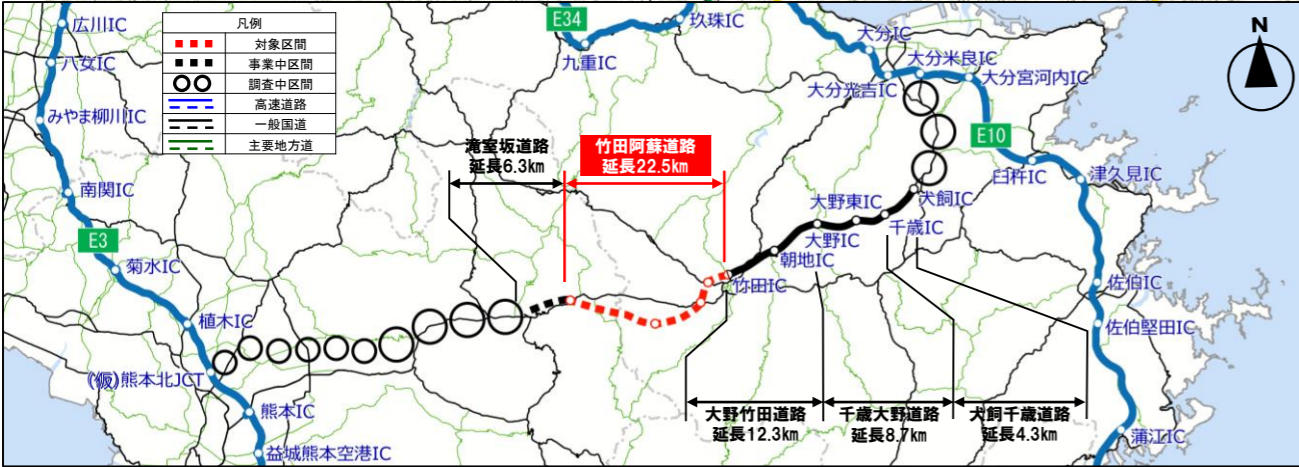 広川IC
八女IC
みやま柳川IC
南関IC
E3
菊水IC
植木IC
(仮)熊本北JCT
熊本IC
益城熊本空港IC
凡例
対象区間
事業中区間
調査中区間
高速道路
一般国道
主要地方道
E34
九重IC
玖珠IC
大分IC
大分米良IC
大分光吉IC
大分宮河内IC
E10
臼杵IC
津久見IC
佐伯IC
佐伯堅田IC
蒲江IC
N
滝室坂道路
延長6.3km
竹田阿蘇道路
延長22.5km
犬飼IC
千歳IC
大野東IC
大野IC
朝地IC
竹田IC
大野竹田道路
延長12.3km
千歳大野道路
延長8.7km
犬飼千歳道路
延長4.3km